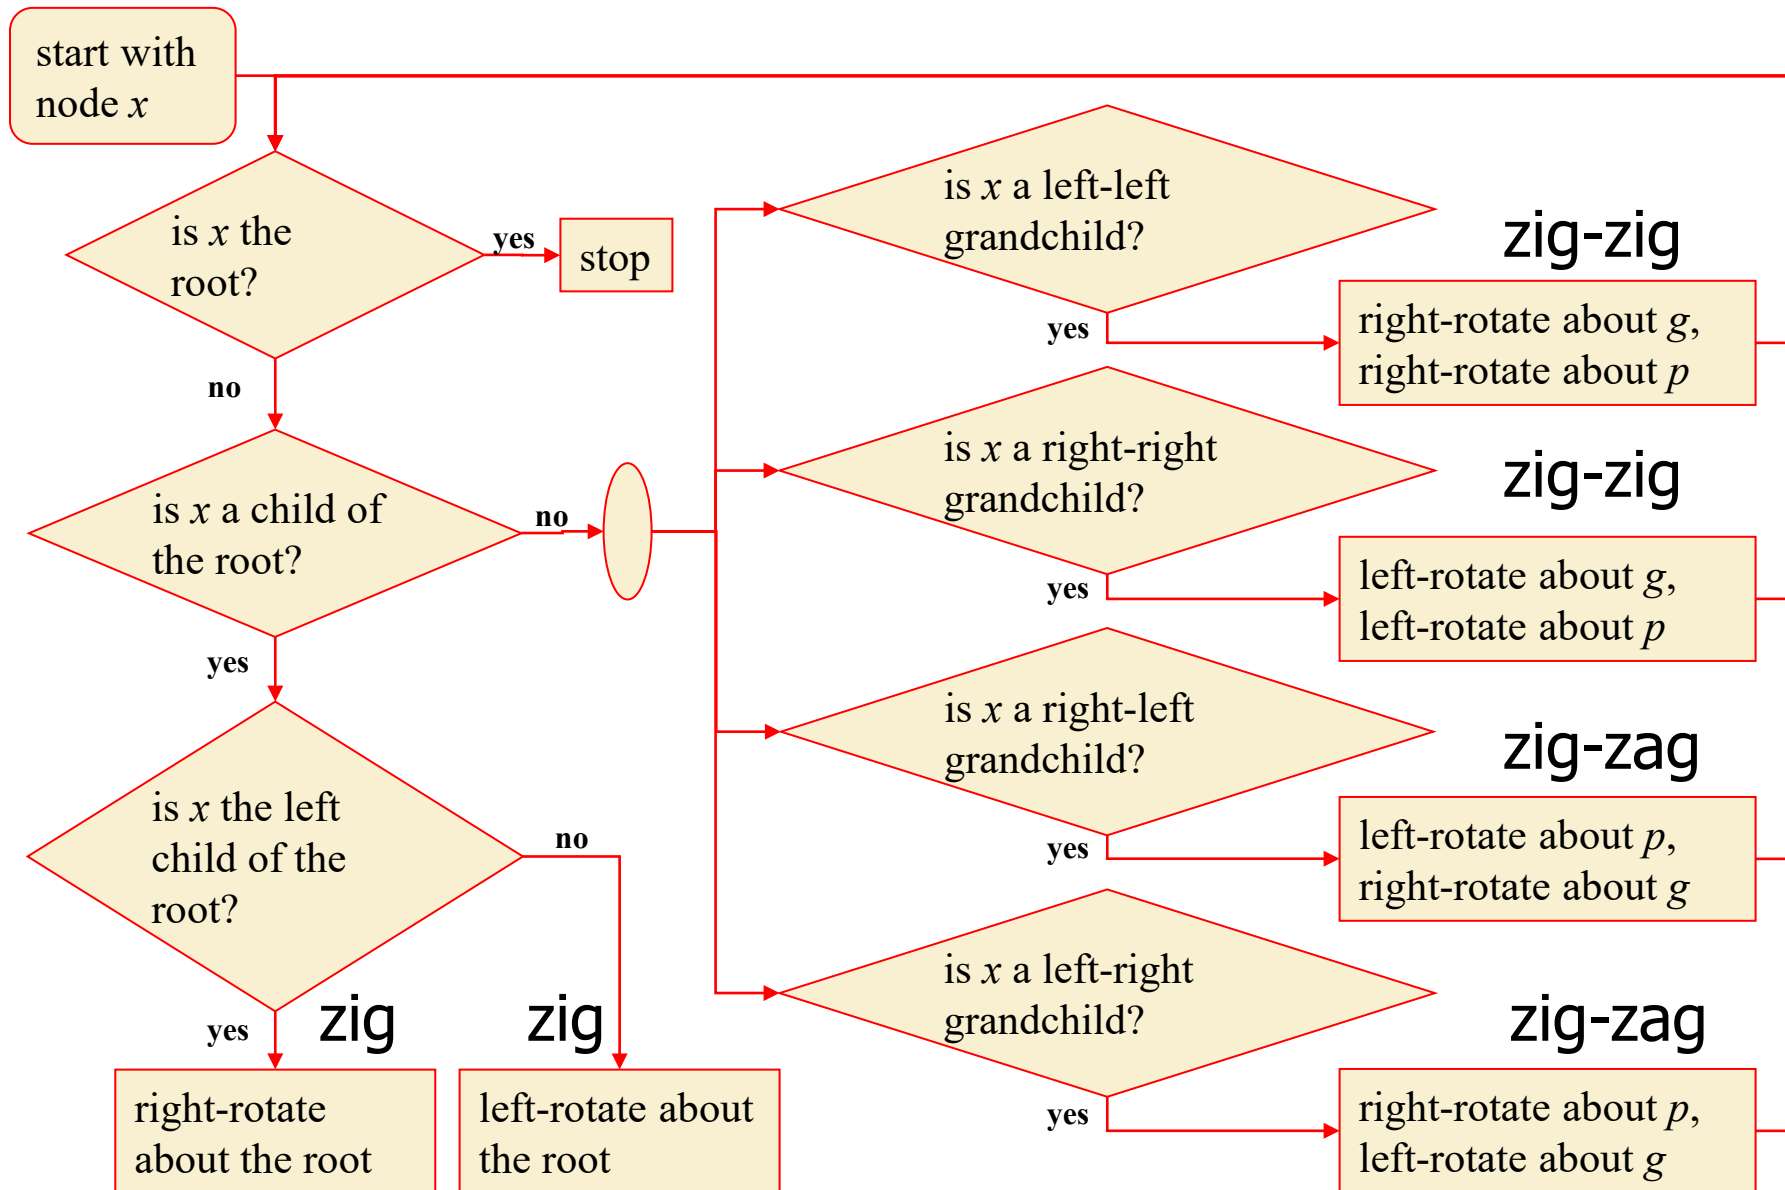 start with
node x
is x the
root?
yes
stop
no
is x a child of
the root?
no
yes
is x the left
child of the
root?
no
yes
zig
zig
right-rotate
about the root
left-rotate about
the root
is x a left-left
grandchild?
yes
zig-zig
right-rotate about g,
right-rotate about p
is x a right-right
grandchild?
yes
zig-zig
left-rotate about g,
left-rotate about p
is x a right-left
grandchild?
yes
zig-zag
left-rotate about p,
right-rotate about g
is x a left-right
grandchild?
yes
zig-zag
right-rotate about p,
left-rotate about g